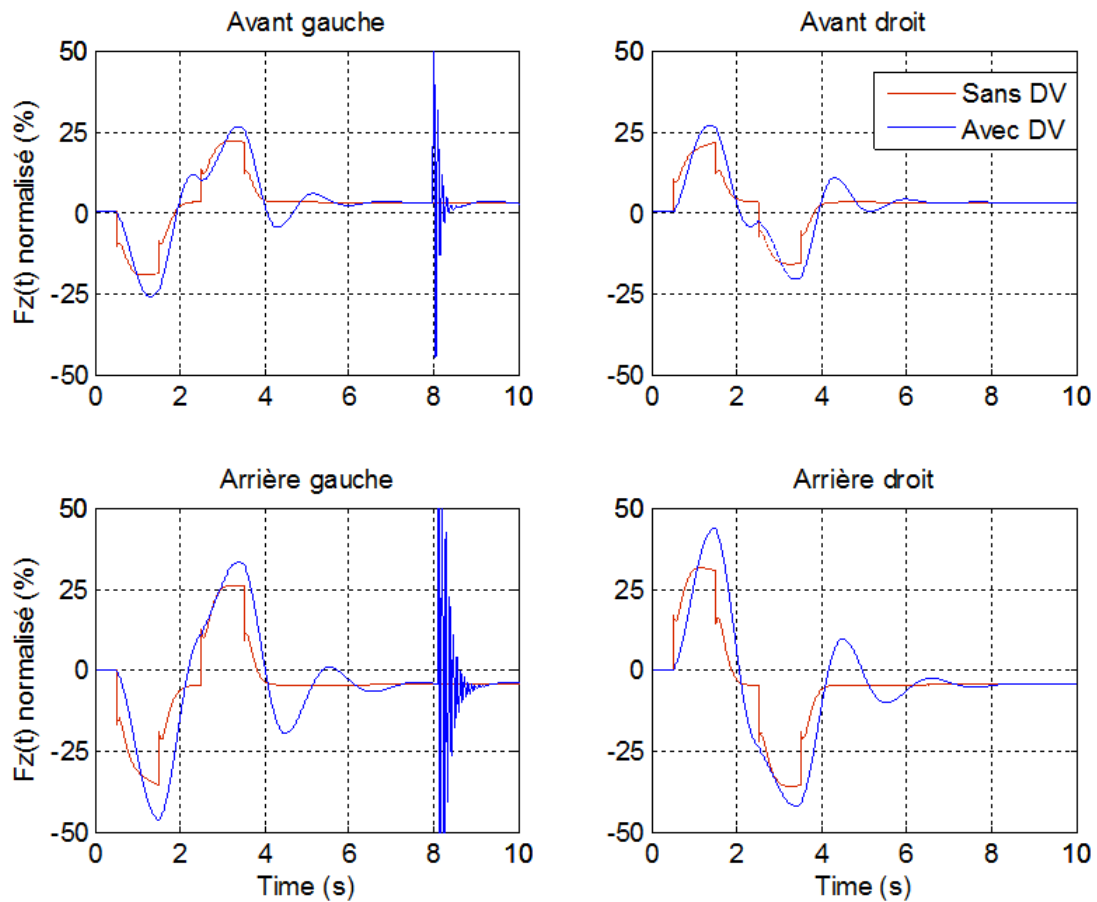 Avant gauche
Avant droit
Fz(t) normalisé (%)
50
25
0
-25
-50
0 2 4 6 8 10
50
25
0
-25
-50
0 2 4 6 8 10
Sans DV
Avec DV
Arrière gauche
Arrière droit
Fz(t) normalisé (%)
50
25
0
-25
-50
0 2 4 6 8 10
Time (s)
50
25
0
-25
-50
0 2 4 6 8 10
Time (s)